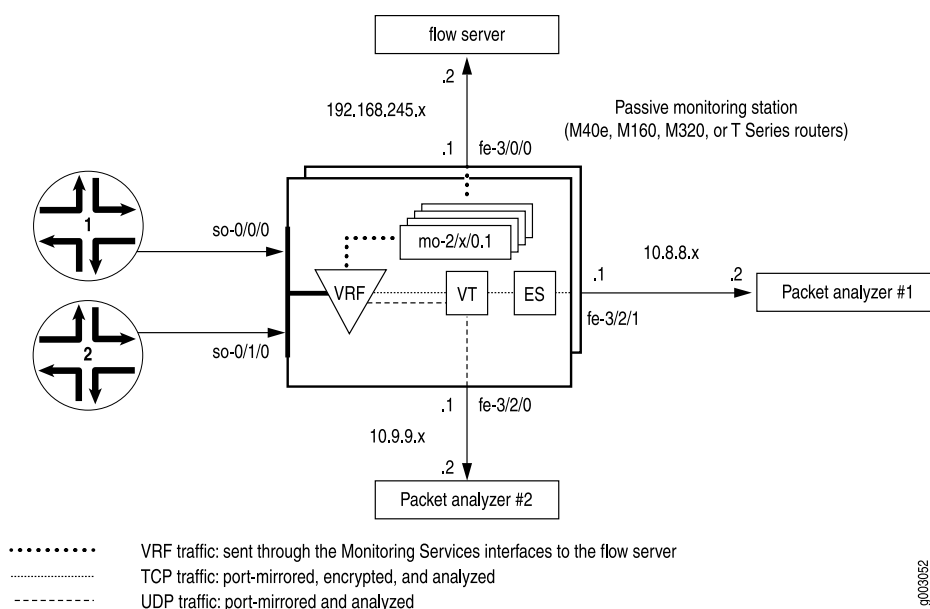 flow server
.2
192.168.245.x
Passive monitoring station
(M40e, M160, M320, or T Series routers)
.1 fe-3/0/0
1
so-0/0/0
mo-2/x/0.1
VRF
VT
ES
.1
10.8.8.x
.2
Packet analyzer #1
fe-3/2/1
2
so-0/1/0
.1 fe-3/2/0
10.9.9.x
.2
Packet analyzer #2
VRF traffic: sent through the Monitoring Services interfaces to the flow server
TCP traffic: port-mirrored, encrypted, and analyzed
UDP traffic: port-mirrored and analyzed
g003052